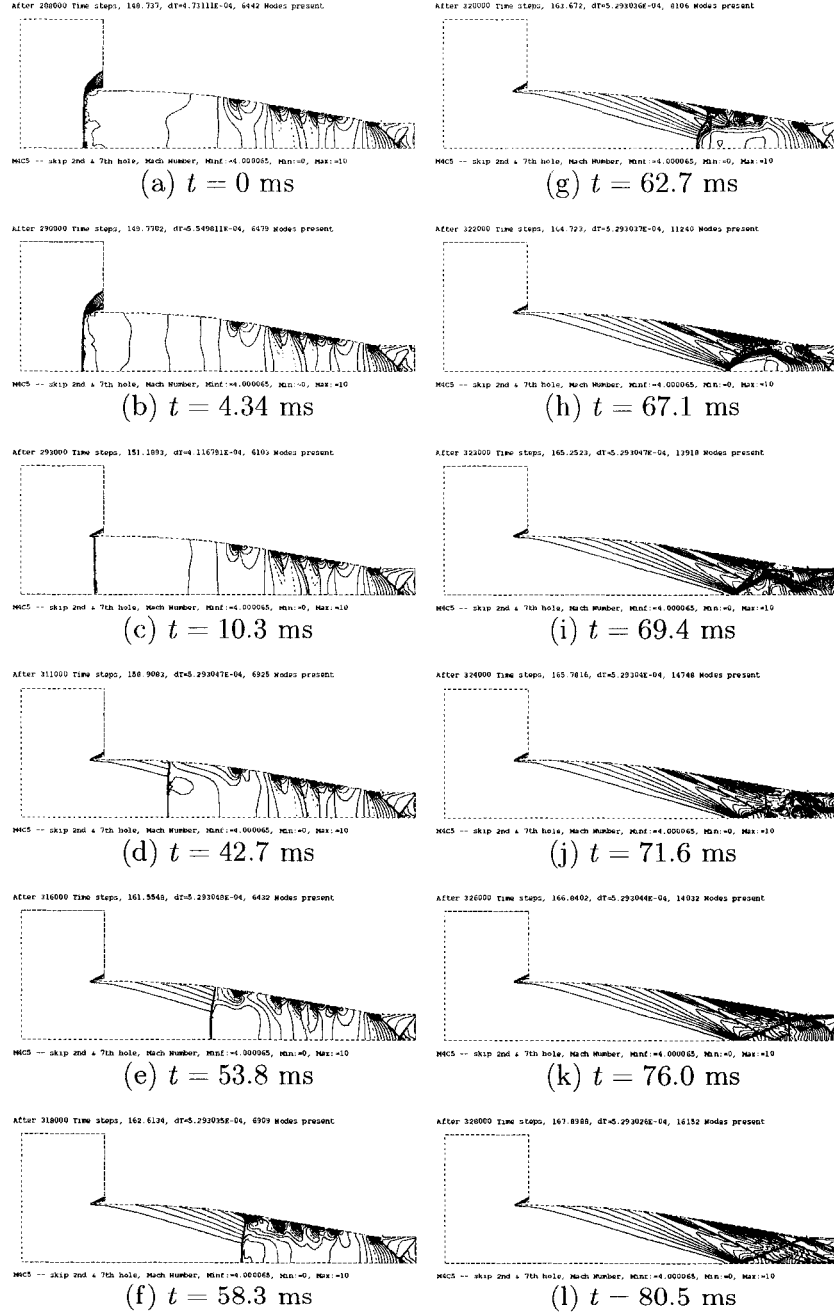 After 288000 Time steps, 148.737, dT=4.73111E-04, 6442 Nodes present
M4C5 -- skip 2nd & 7th hole, Mach Number, Minf:=4.000065, Min:=0, Max:=10
(a) t = 0 ms
After 290000 Time steps, 149.7702, dT=5.549811E-04, 6479 Nodes present
M4C5 -- skip 2nd & 7th hole, Mach Number, Minf:=4.000065, Min:=0, Max:=10
(b) t = 4.34 ms
After 293000 Time steps, 151.1893, dT=4.116791E-04, 6103 Nodes present
M4C5 -- skip 2nd & 7th hole, Mach Number, Minf:=4.000065, Min:=0, Max:=10
(c) t = 10.3 ms
After 311000 Time steps, 158.9083, dT=5.293047E-04, 6925 Nodes present
M4C5 -- skip 2nd & 7th hole, Mach Number, Minf:=4.000065, Min:=0, Max:=10
(d) t = 42.7 ms
After 316000 Time steps, 161.5548, dT=5.293048E-04, 6432 Nodes present
M4C5 -- skip 2nd & 7th hole, Mach Number, Minf:=4.000065, Min:=0, Max:=10
(e) t = 53.8 ms
After 318000 Time steps, 162.6134, dT=5.293035E-04, 6909 Nodes present
M4C5 -- skip 2nd & 7th hole, Mach Number, Minf:=4.000065, Min:=0, Max:=10
(f) t = 58.3 ms
After 320000 Time steps, 163.672, dT=5.293036E-04, 8106 Nodes present
M4C5 -- skip 2nd & 7th hole, Mach Number, Minf:=4.000065, Min:=0, Max:=10
(g) t = 62.7 ms
After 322000 Time steps, 164.723, dT=5.293037E-04, 11240 Nodes present
M4C5 -- skip 2nd & 7th hole, Mach Number, Minf:=4.000065, Min:=0, Max:=10
(h) t = 67.1 ms
After 323000 Time steps, 165.2523, dT=5.293047E-04, 13918 Nodes present
M4C5 -- skip 2nd & 7th hole, Mach Number, Minf:=4.000065, Min:=0, Max:=10
(i) t = 69.4 ms
After 324000 Time steps, 165.7816, dT=5.29304E-04, 14748 Nodes present
M4C5 -- skip 2nd & 7th hole, Mach Number, Minf:=4.000065, Min:=0, Max:=10
(j) t = 71.6 ms
After 326000 Time steps, 166.8402, dT=5.293044E-04, 14032 Nodes present
M4C5 -- skip 2nd & 7th hole, Mach Number, Minf:=4.000065, Min:=0, Max:=10
(k) t = 76.0 ms
After 328000 Time steps, 167.8988, dT=5.293026E-04, 16152 Nodes present
M4C5 -- skip 2nd & 7th hole, Mach Number, Minf:=4.000065, Min:=0, Max:=10
(l) t – 80.5 ms